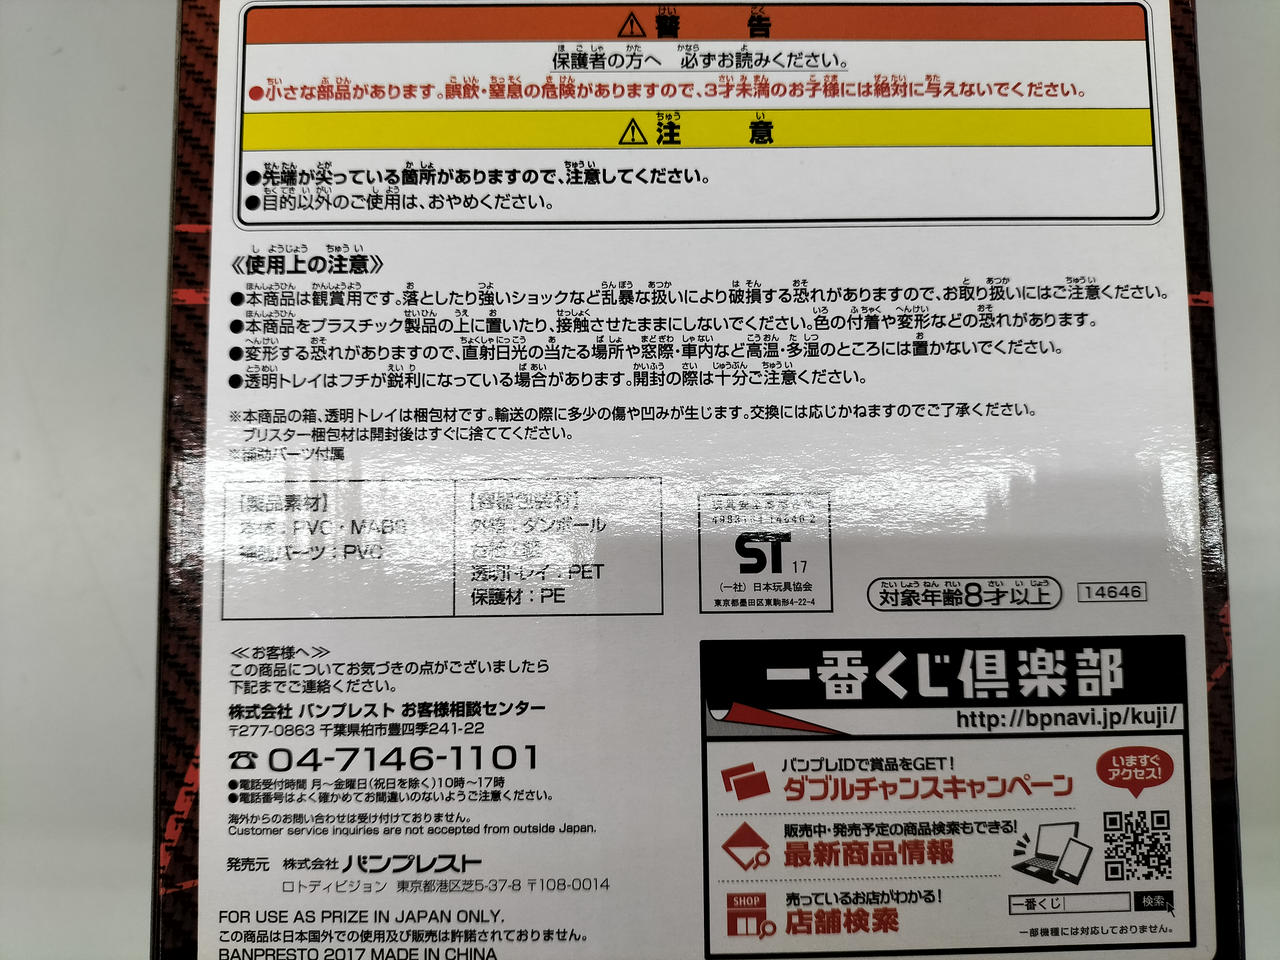 ⚠警告
保護者の方へ 必ずお読みください。
●小さな部品があります。誤飲・窒息の危険がありますので、3才未満のお子様には絶対に与えないでください。
⚠注意
●先端が尖っている箇所がありますので、注意してください。
●目的以外のご使用は、おやめください。
《使用上の注意》
●本商品は観賞用です。落としたり強いショックなど乱暴な扱いにより破損する恐れがありますので、お取り扱いにはご注意ください。
●本商品をプラスチック製品の上に置いたり、接触させたままにしないでください。色の付着や変形などの恐れがあります。
●変形する恐れがありますので、直射日光の当たる場所や窓際・車内など高温・多湿のところには置かないでください。
●透明トレイはフチが鋭利になっている場合があります。開封の際は十分ご注意ください。
※本商品の箱、透明トレイは梱包材です。輸送の際に多少の傷や凹みが生じます。交換には応じかねますのでご了承ください。
ブリスター梱包材は開封後はすぐに捨ててください。
※補助パーツ付属
【製品素材】
本体：PVC・MABS
補助パーツ：PVC
【容器包装材】
外箱：ダンボール
透明トレイ：PET
保護材：PE
ST 17
(一社) 日本玩具協会
東京都墨田区東駒形4-22-4
対象年齢8才以上
14646
≪お客様へ≫
この商品についてお気づきの点がございましたら
下記までご連絡ください。
株式会社 バンプレスト お客様相談センター
〒277-0863 千葉県柏市豊四季241-22
☎04-7146-1101
●電話受付時間 月〜金曜日(祝日を除く)10時〜17時
●電話番号はよく確かめてお間違いのないようご注意ください。
海外からのお問い合わせは受け付けておりません。
Customer service inquiries are not accepted from outside Japan.
発売元 株式会社 バンプレスト
ロトディビジョン 東京都港区芝5-37-8 〒108-0014
FOR USE AS PRIZE IN JAPAN ONLY.
この商品は日本国外での使用及び販売は許諾されておりません。
BANPRESTO 2017 MADE IN CHINA
一番くじ倶楽部
http://bpnavi.jp/kuji/
バンプレIDで賞品をGET!
ダブルチャンスキャンペーン
いますぐ
アクセス!
販売中・発売予定の商品検索もできる!
最新商品情報
SHOP
売っているお店がわかる!
店舗検索
一番くじ 検索
一部機種には対応しておりません。